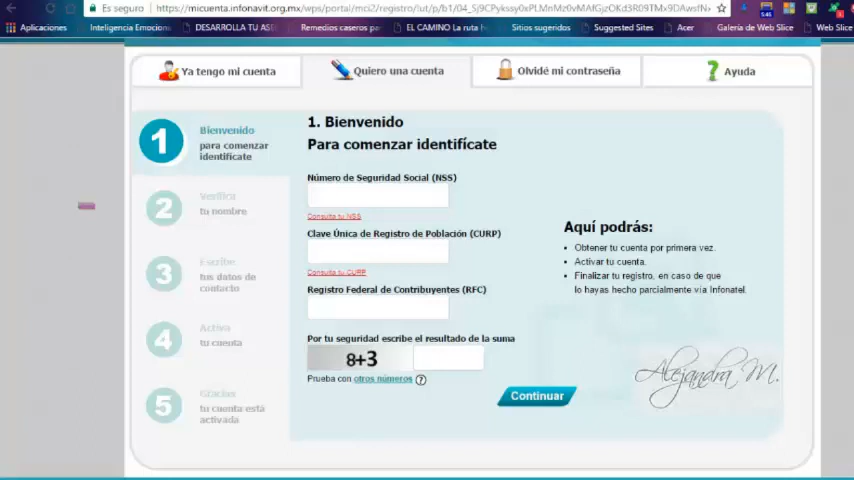 Es seguro https://micuenta.infonavit.org.mx/wps/portal/mci2/registro/
Aplicaciones Inteligencia Emocion DESARROLLA TU Remedios caseros EL CAMINO La ruta Sitios sugeridos Suggested Sites Acer Galería de Web Slice Web Slice
Ya tengo mi cuenta Quiero una cuenta Olvidé mi contraseña Ayuda
1 Bienvenido
para comenzar
identifícate
2 Verifica
tu nombre
3 Escribe
tus datos de
contacto
4 Activa
tu cuenta
5 Gracias
tu cuenta está
activada
1. Bienvenido
Para comenzar identifícate
Número de Seguridad Social (NSS)
Consulta tu NSS
Clave Única de Registro de Población (CURP)
Consulta tu CURP
Registro Federal de Contribuyentes (RFC)
Por tu seguridad escribe el resultado de la suma
8+3
Prueba con otros números ?
Continuar
Aquí podrás:
• Obtener tu cuenta por primera vez.
• Activar tu cuenta.
• Finalizar tu registro, en caso de que
lo hayas hecho parcialmente vía Infonatel.
Alejandra M.